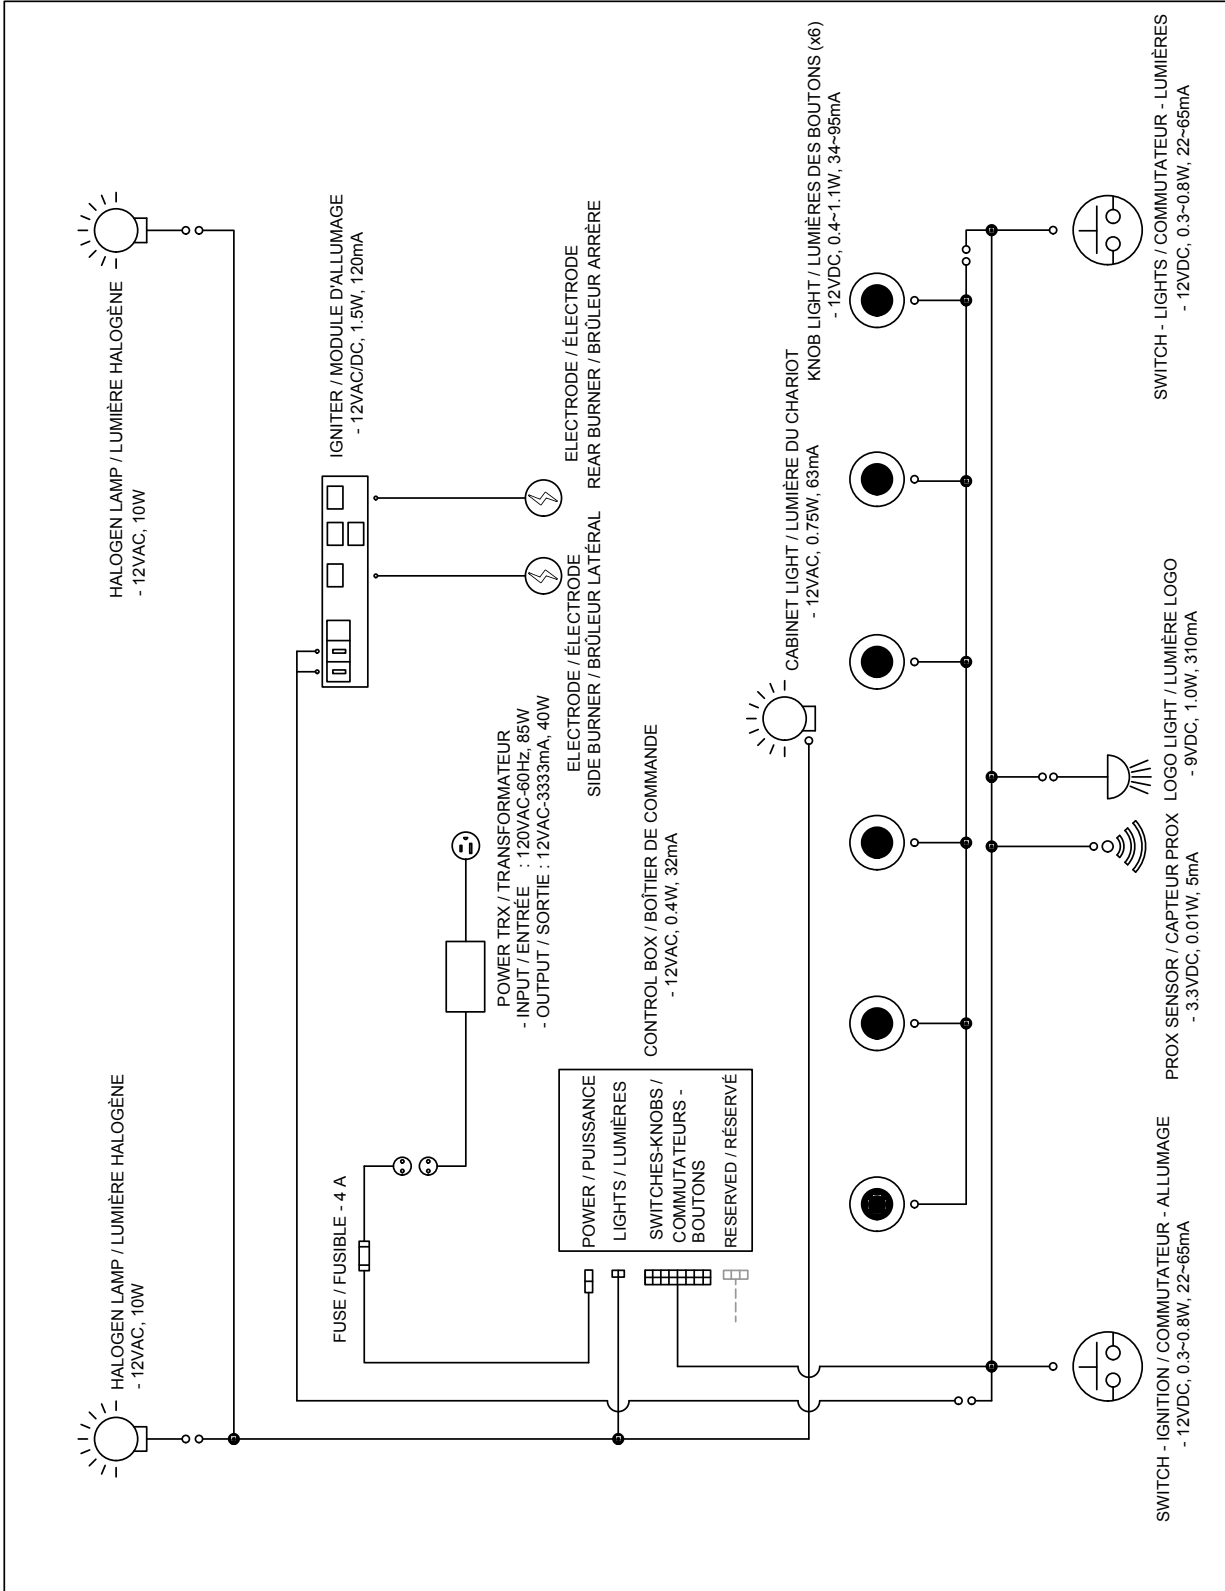 HALOGEN LAMP / LUMIÈRE HALOGÈNE
- 12VAC, 10W
HALOGEN LAMP / LUMIÈRE HALOGÈNE
- 12VAC, 10W
FUSE / FUSIBLE - 4 A
IGNITER / MODULE D'ALLUMAGE
- 12VAC/DC, 1.5W, 120mA
POWER TRX / TRANSFORMATEUR
- INPUT / ENTRÉE : 120VAC-60Hz, 85W
- OUTPUT / SORTIE : 12VAC-3333mA, 40W
ELECTRODE / ÉLECTRODE
SIDE BURNER / BRÛLEUR LATÉRAL
ELECTRODE / ÉLECTRODE
REAR BURNER / BRÛLEUR ARRÈRE
CONTROL BOX / BOÎTIER DE COMMANDE
- 12VAC, 0.4W, 32mA
POWER / PUISSANCE
LIGHTS / LUMIÈRES
SWITCHES-KNOBS /
COMMUTATEURS -
BOUTONS
RESERVED / RÉSERVÉ
CABINET LIGHT / LUMIÈRE DU CHARIOT
- 12VAC, 0.75W, 63mA
KNOB LIGHT / LUMIÈRES DES BOUTONS (x6)
- 12VDC, 0.4~1.1W, 34~95mA
SWITCH - IGNITION / COMMUTATEUR - ALLUMAGE
- 12VDC, 0.3~0.8W, 22~65mA
PROX SENSOR / CAPTEUR PROX
- 3.3VDC, 0.01W, 5mA
LOGO LIGHT / LUMIÈRE LOGO
- 9VDC, 1.0W, 310mA
SWITCH - LIGHTS / COMMUTATEUR - LUMIÈRES
- 12VDC, 0.3~0.8W, 22~65mA